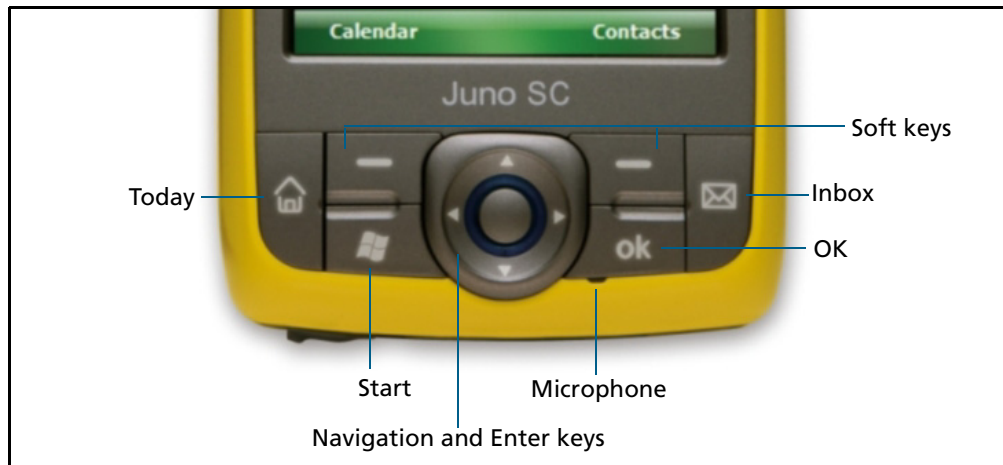 Calendar Contacts
Juno SC
Soft keys
Today
Inbox
ok
OK
Start
Microphone
Navigation and Enter keys